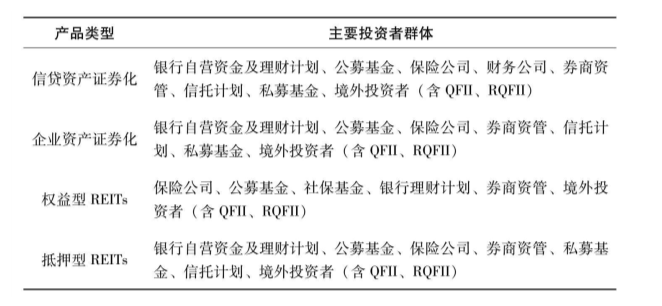 产品类型 主要投资者群体
信贷资产证券化
银行自营资金及理财计划、公募基金、保险公司、财务公司、券商资
管、信托计划、私募基金、境外投资者（含 QFII、RQFII）
企业资产证券化
银行自营资金及理财计划、公募基金、保险公司、券商资管、信托计
划、私募基金、境外投资者（含 QFII、RQFII）
权益型 REITs
保险公司、公募基金、社保基金、银行理财计划、券商资管、境外投
资者（含 QFII、RQFII）
抵押型 REITs
银行自营资金及理财计划、公募基金、保险公司、券商资管、私募基
金、信托计划、境外投资者（含 QFII、RQFII）